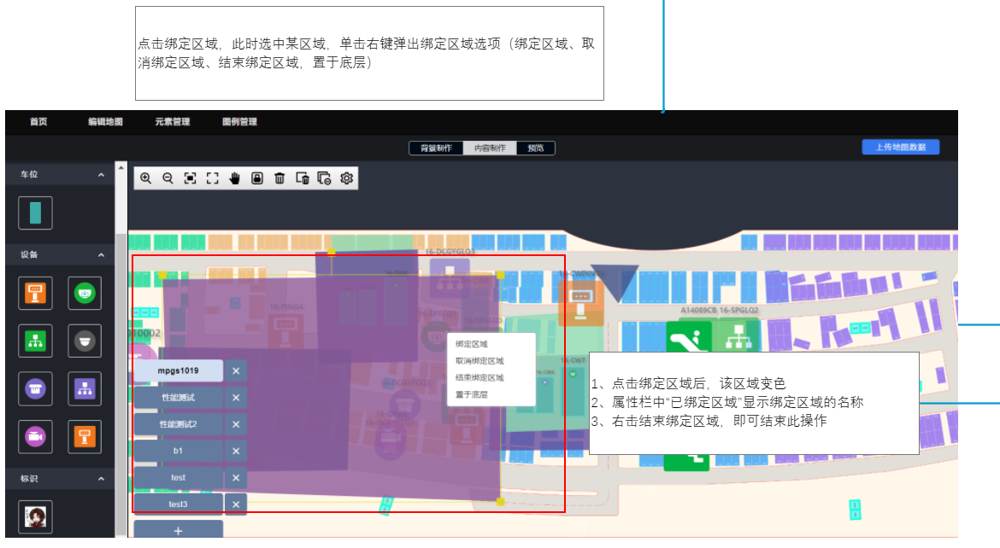 点击绑定区域，此时选中某区域，单击右键弹出绑定区域选项（绑定区域、取
消绑定区域、结束绑定区域，置于底层）
首页 编辑地图 元素管理 图例管理
背景制作 内容制作 预览 上传地图数据
车位
设备
标识
16-DCGYGLQ3
16-PING4
A14089CB 16-SPGLQ2
10002
16-CW7
mpgs1019 ×
性能测试 ×
性能测试2 ×
b1 ×
test ×
test3 ×
+
绑定区域
取消绑定区域
结束绑定区域
置于底层
1、点击绑定区域后，该区域变色
2、属性栏中“已绑定区域”显示绑定区域的名称
3、右击结束绑定区域，即可结束此操作